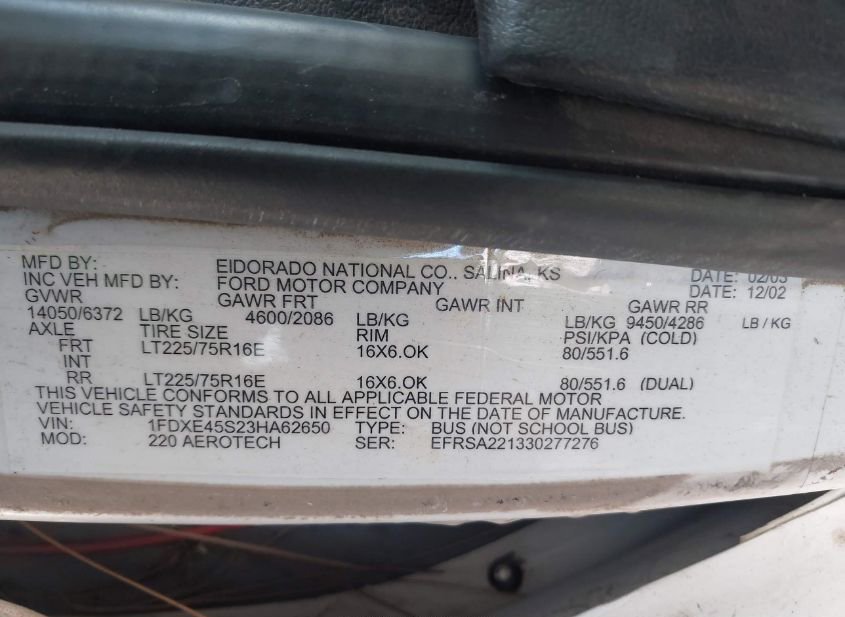 MFD BY: EIDORADO NATIONAL CO., SALINA, KS DATE: 02/03
INC VEH MFD BY: FORD MOTOR COMPANY DATE: 12/02
GVWR GAWR FRT GAWR INT GAWR RR
14050/6372 LB/KG 4600/2086 LB/KG LB/KG 9450/4286 LB / KG
AXLE TIRE SIZE RIM PSI/KPA (COLD)
FRT LT225/75R16E 16X6.OK 80/551.6
INT
RR LT225/75R16E 16X6.OK 80/551.6 (DUAL)
THIS VEHICLE CONFORMS TO ALL APPLICABLE FEDERAL MOTOR
VEHICLE SAFETY STANDARDS IN EFFECT ON THE DATE OF MANUFACTURE.
VIN: 1FDXE45S23HA62650 TYPE: BUS (NOT SCHOOL BUS)
MOD: 220 AEROTECH SER: EFRSA221330277276